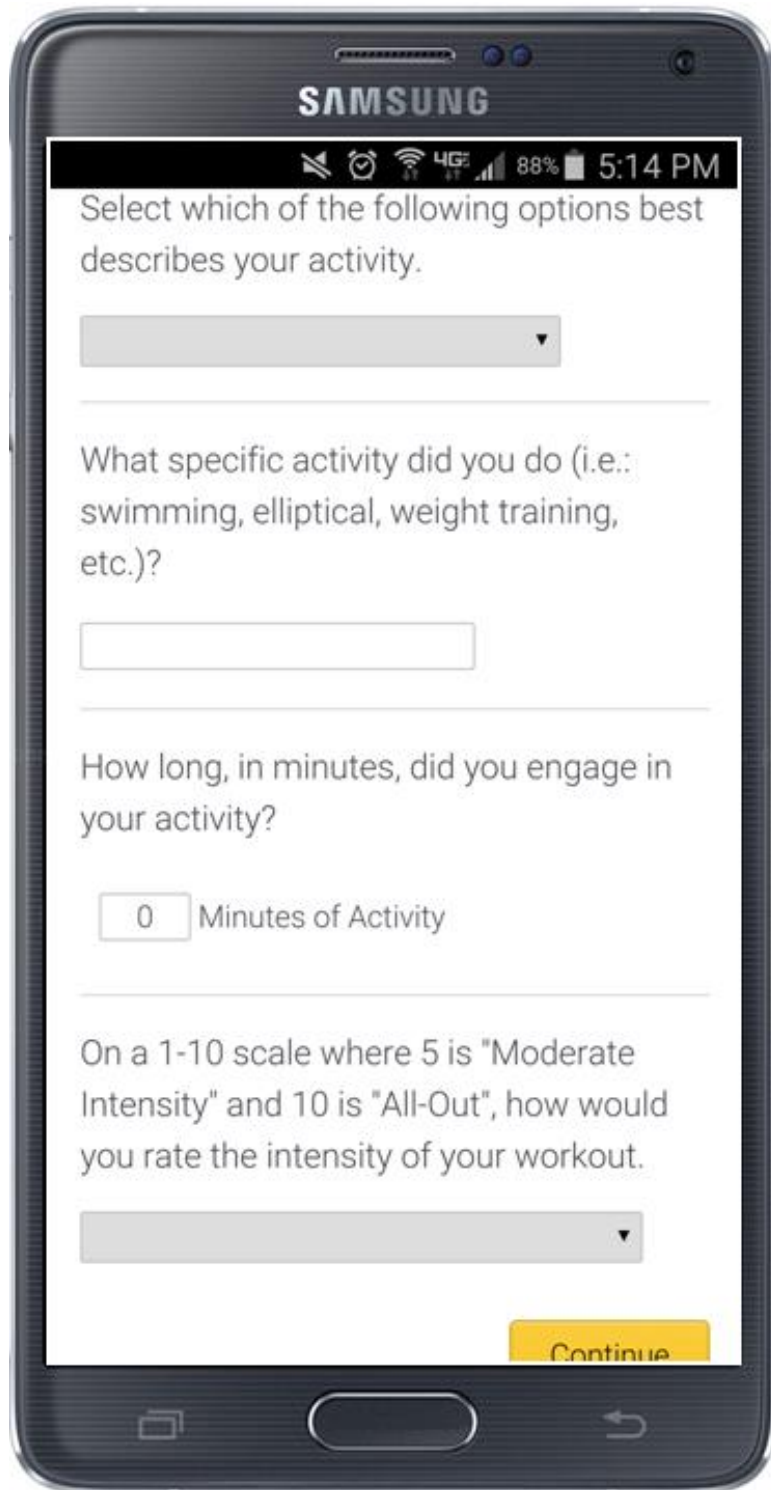 SAMSUNG
4G 88% 5:14 PM
Select which of the following options best
describes your activity.
What specific activity did you do (i.e.:
swimming, elliptical, weight training,
etc.)?
How long, in minutes, did you engage in
your activity?
0 Minutes of Activity
On a 1-10 scale where 5 is "Moderate
Intensity" and 10 is "All-Out", how would
you rate the intensity of your workout.
Continue